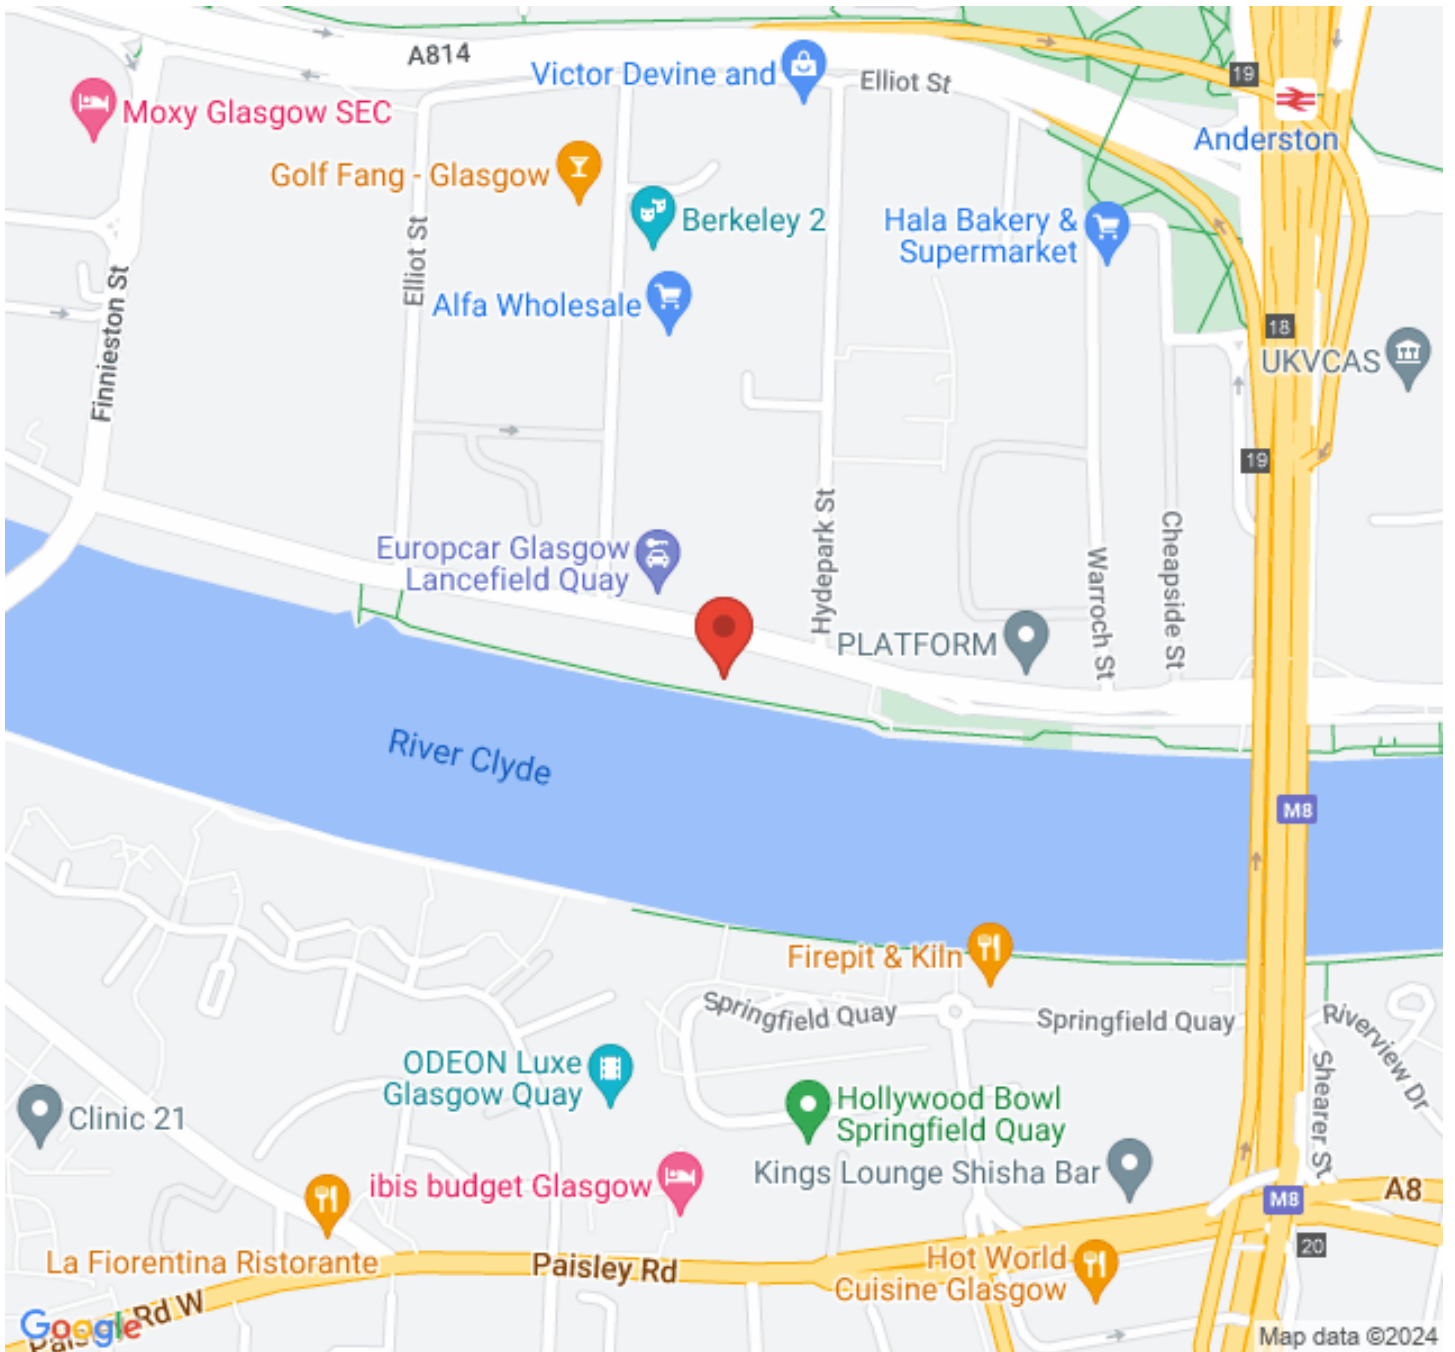 A814
Victor Devine and
Elliot St
19
Moxy Glasgow SEC
Anderston
Golf Fang - Glasgow
Berkeley 2
Hala Bakery &
Supermarket
Elliot St
Alfa Wholesale
Finnieston St
18
UKVCAS
19
Hydepark St
Europcar Glasgow
Lancefield Quay
Warroch St
Cheapside St
PLATFORM
River Clyde
M8
Firepit & Kiln
Springfield Quay
Springfield Quay
Riverview Dr
ODEON Luxe
Glasgow Quay
Hollywood Bowl
Springfield Quay
Shearer St
Clinic 21
Kings Lounge Shisha Bar
ibis budget Glasgow
A8
M8
La Fiorentina Ristorante
Paisley Rd
Hot World
Cuisine Glasgow
20
Rd W
Google
Map data ©2024